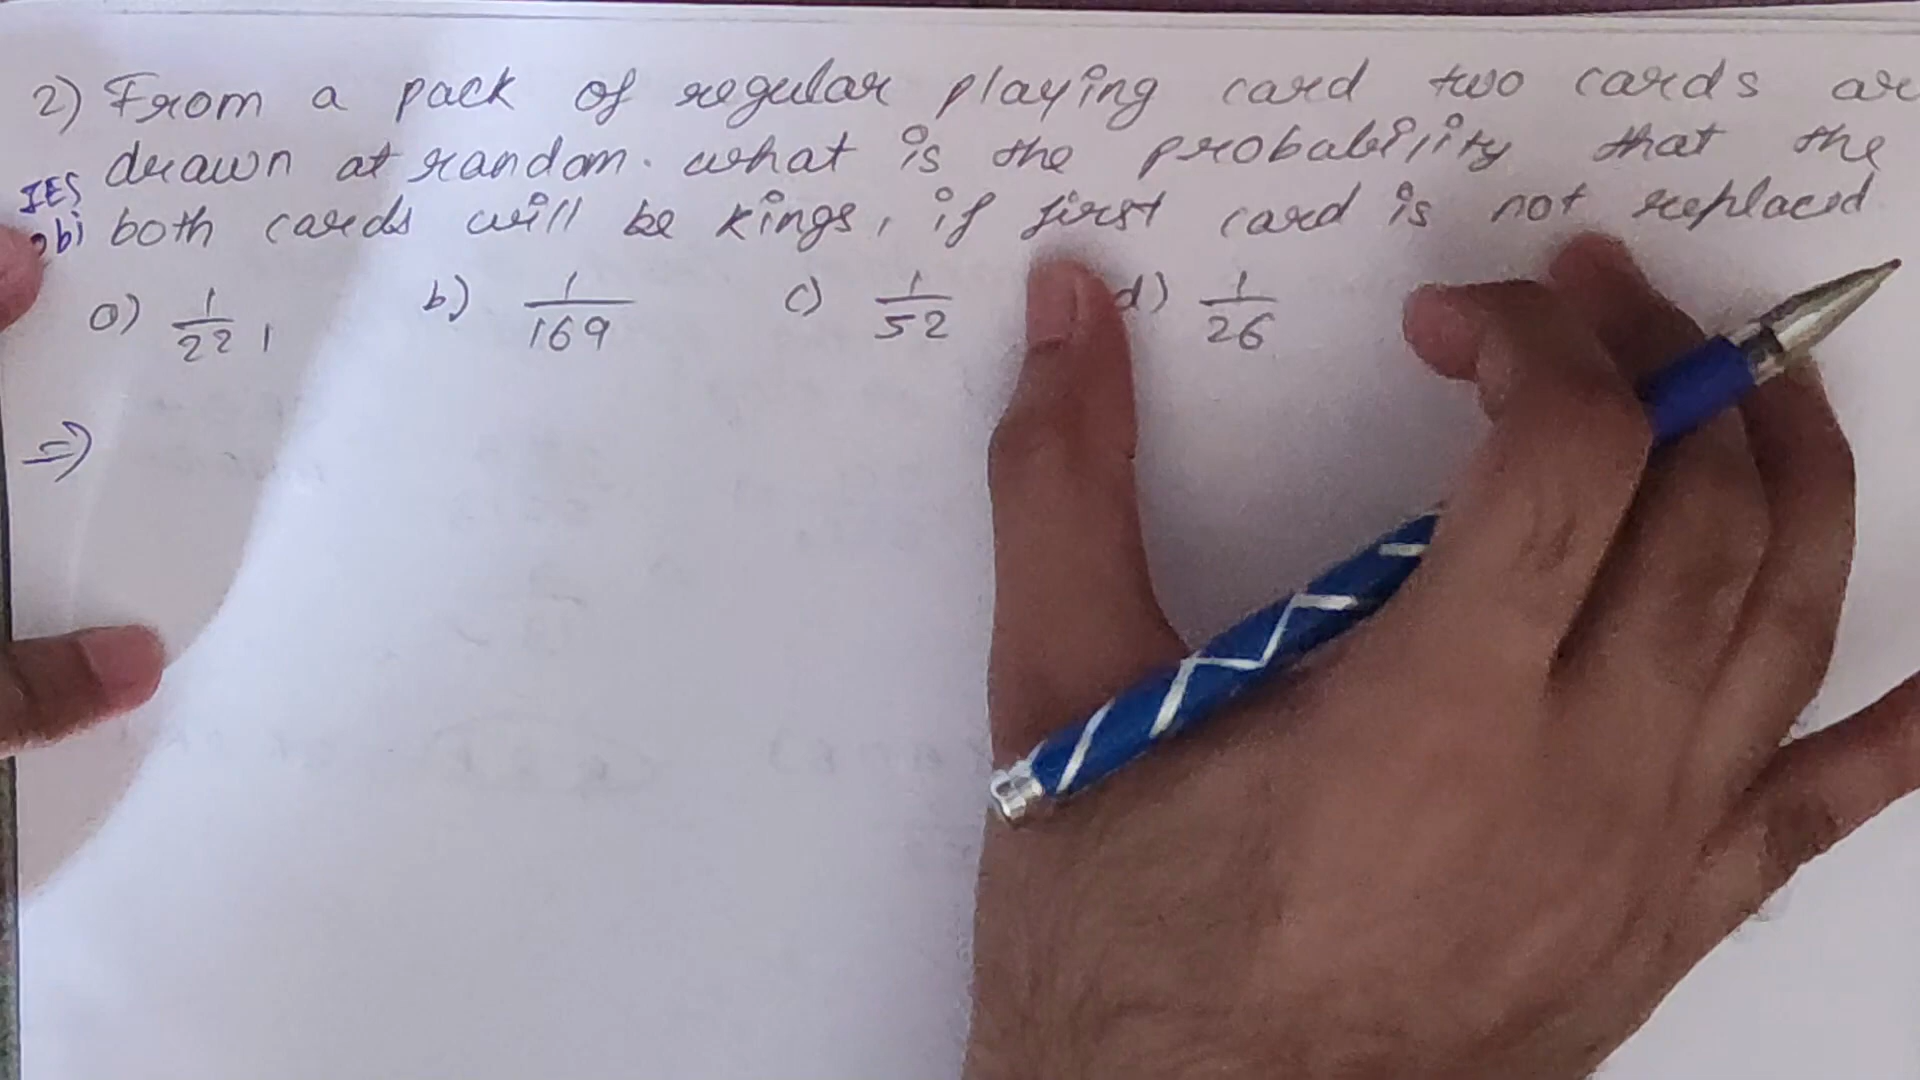 2) From a pack of regular playing card two cards ar
drawn at random. what is the probability that the
IES
both cards will be kings, if first card is not replaced
a) 1/221 b) 1/169 c) 1/52 d) 1/26
⇒